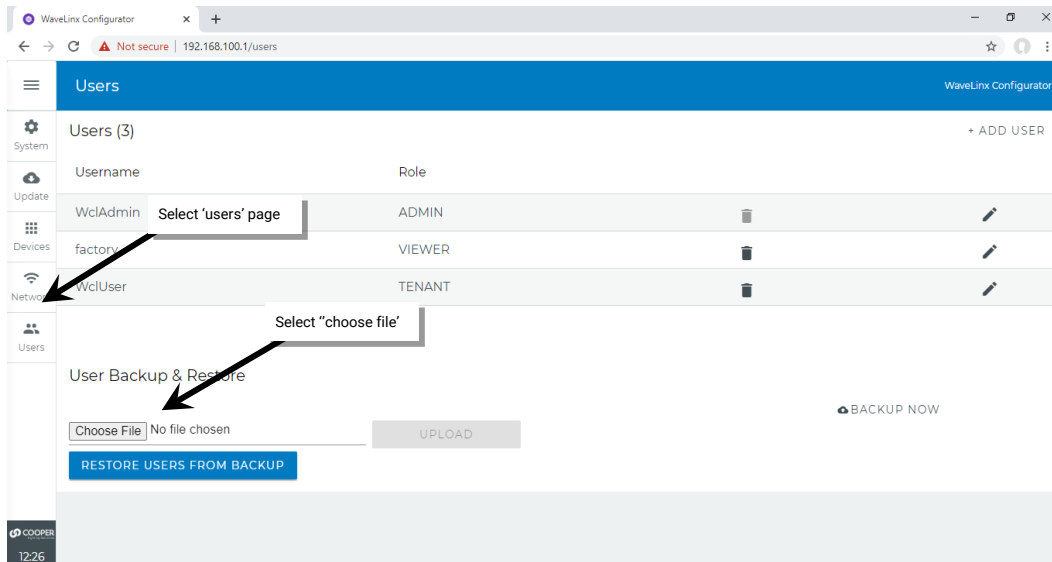 WaveLinx Configurator
Not secure | 192.168.100.1/users
Users
WaveLinx Configurator
System
Users (3)
+ ADD USER
Username
Role
Update
WclAdmin
Select ‘users’ page
ADMIN
Devices
factory
VIEWER
Network
WclUser
TENANT
Select ‘’choose file’
Users
User Backup & Restore
BACKUP NOW
Choose File No file chosen
UPLOAD
RESTORE USERS FROM BACKUP
COOPER
12:26